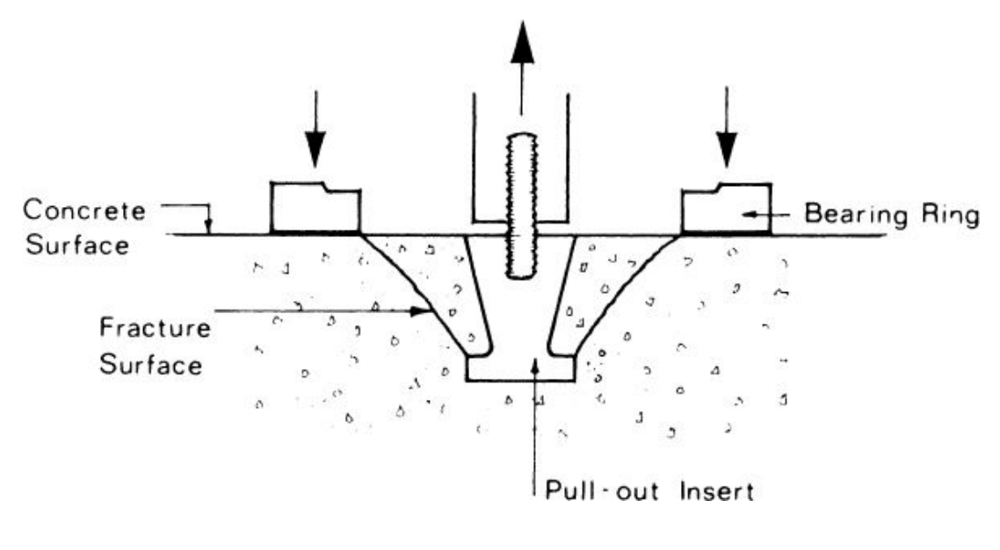 Concrete
Surface
Bearing Ring
Fracture
Surface
Pull-out Insert